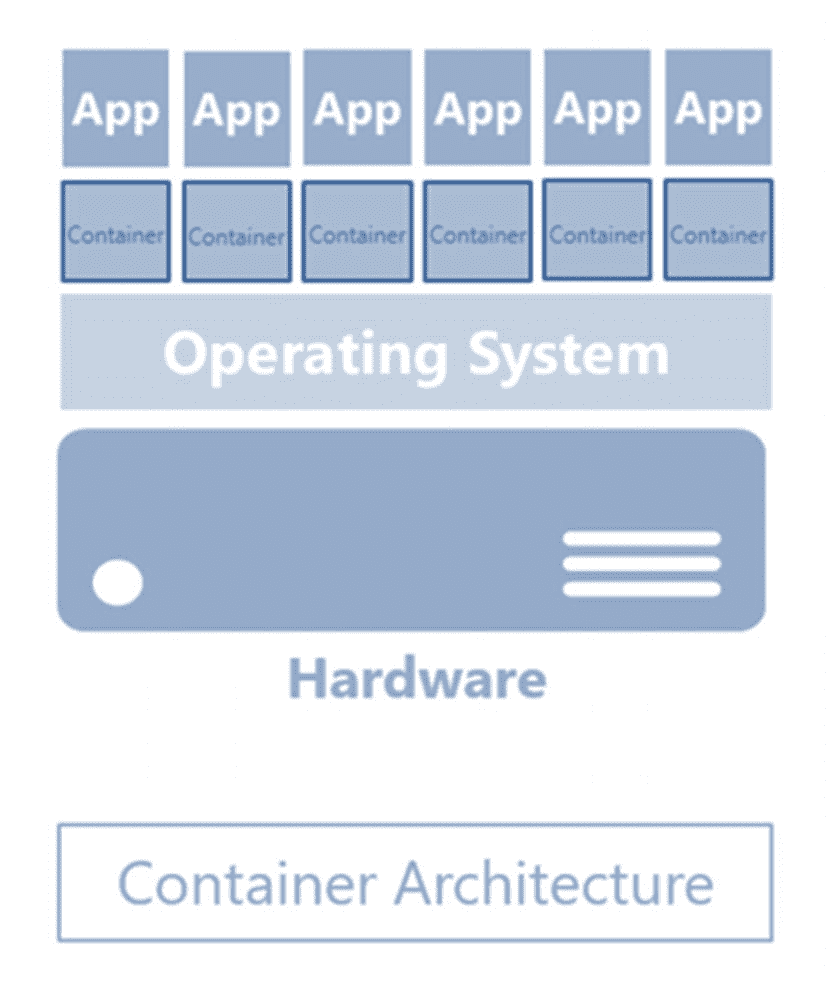 App App App App App App
Container Container Container Container Container Container
Operating System
Hardware
Container Architecture